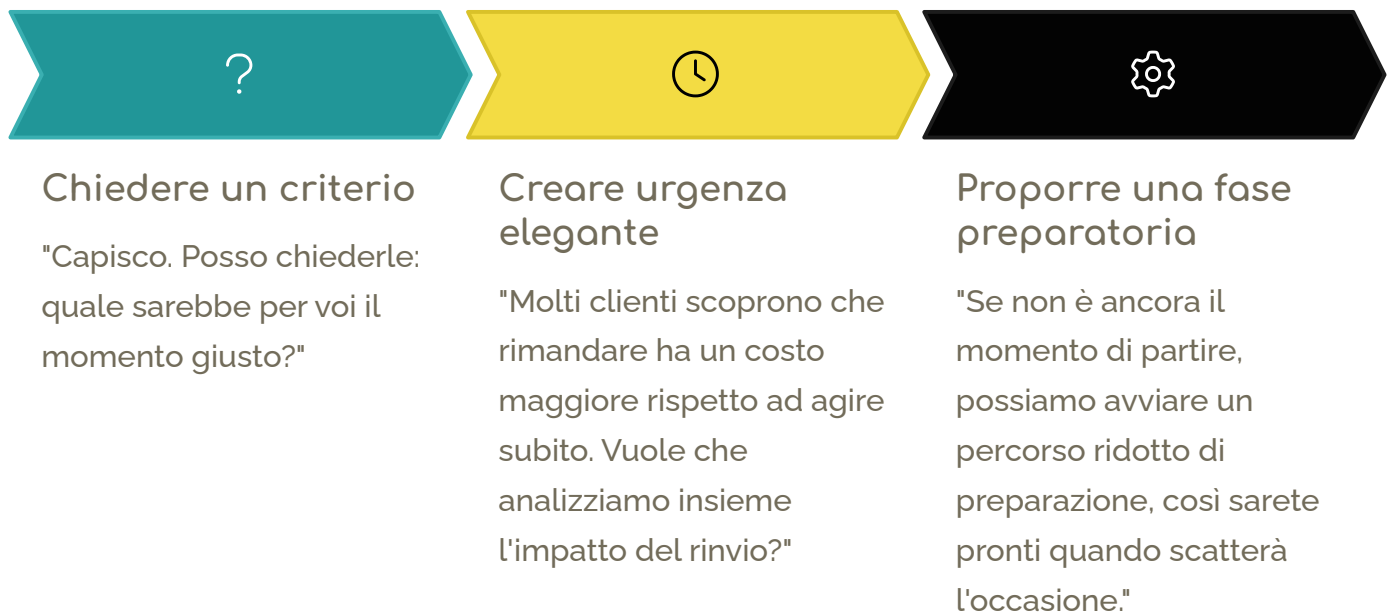 ?
Chiedere un criterio
"Capisco. Posso chiederle:
quale sarebbe per voi il
momento giusto?"
Creare urgenza
elegante
"Molti clienti scoprono che
rimandare ha un costo
maggiore rispetto ad agire
subito. Vuole che
analizziamo insieme
l'impatto del rinvio?"
Proporre una fase
preparatoria
"Se non è ancora il
momento di partire,
possiamo avviare un
percorso ridotto di
preparazione, così sarete
pronti quando scatterà
l'occasione."